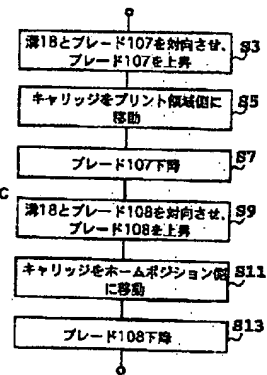 溝18とブレード107を対向させ、
ブレード107を上昇
S3
キャリッジをプリント領域側に
移動
S5
ブレード107下降
S7
C
溝18とブレード108を対向させ、
ブレード108を上昇
S9
キャリッジをホームポジション側
に移動
S11
ブレード108下降
S13